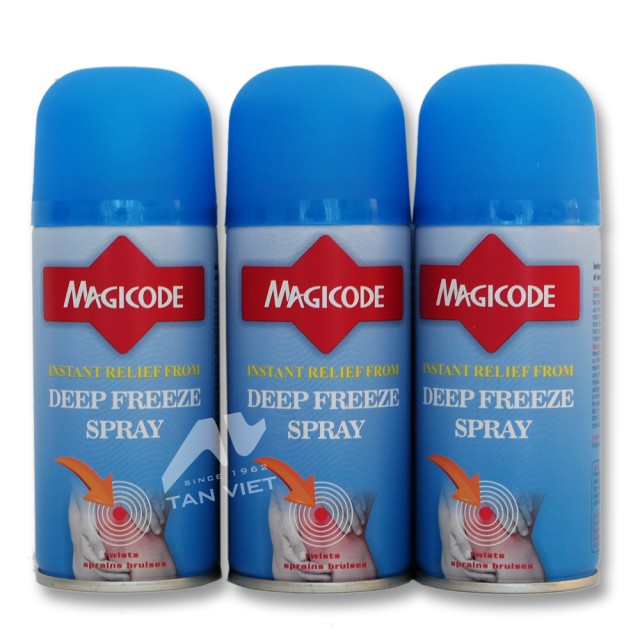 MAGICODE
INSTANT RELIEF FROM
DEEP FREEZE
SPRAY
twists
sprains bruises
MAGICODE
INSTANT RELIEF FROM
DEEP FREEZE
SPRAY
twists
sprains bruises
MAGICODE
INSTANT RELIEF FROM
DEEP FREEZE
SPRAY
twists
sprains bruises
SINCE 1962
TAN VIET